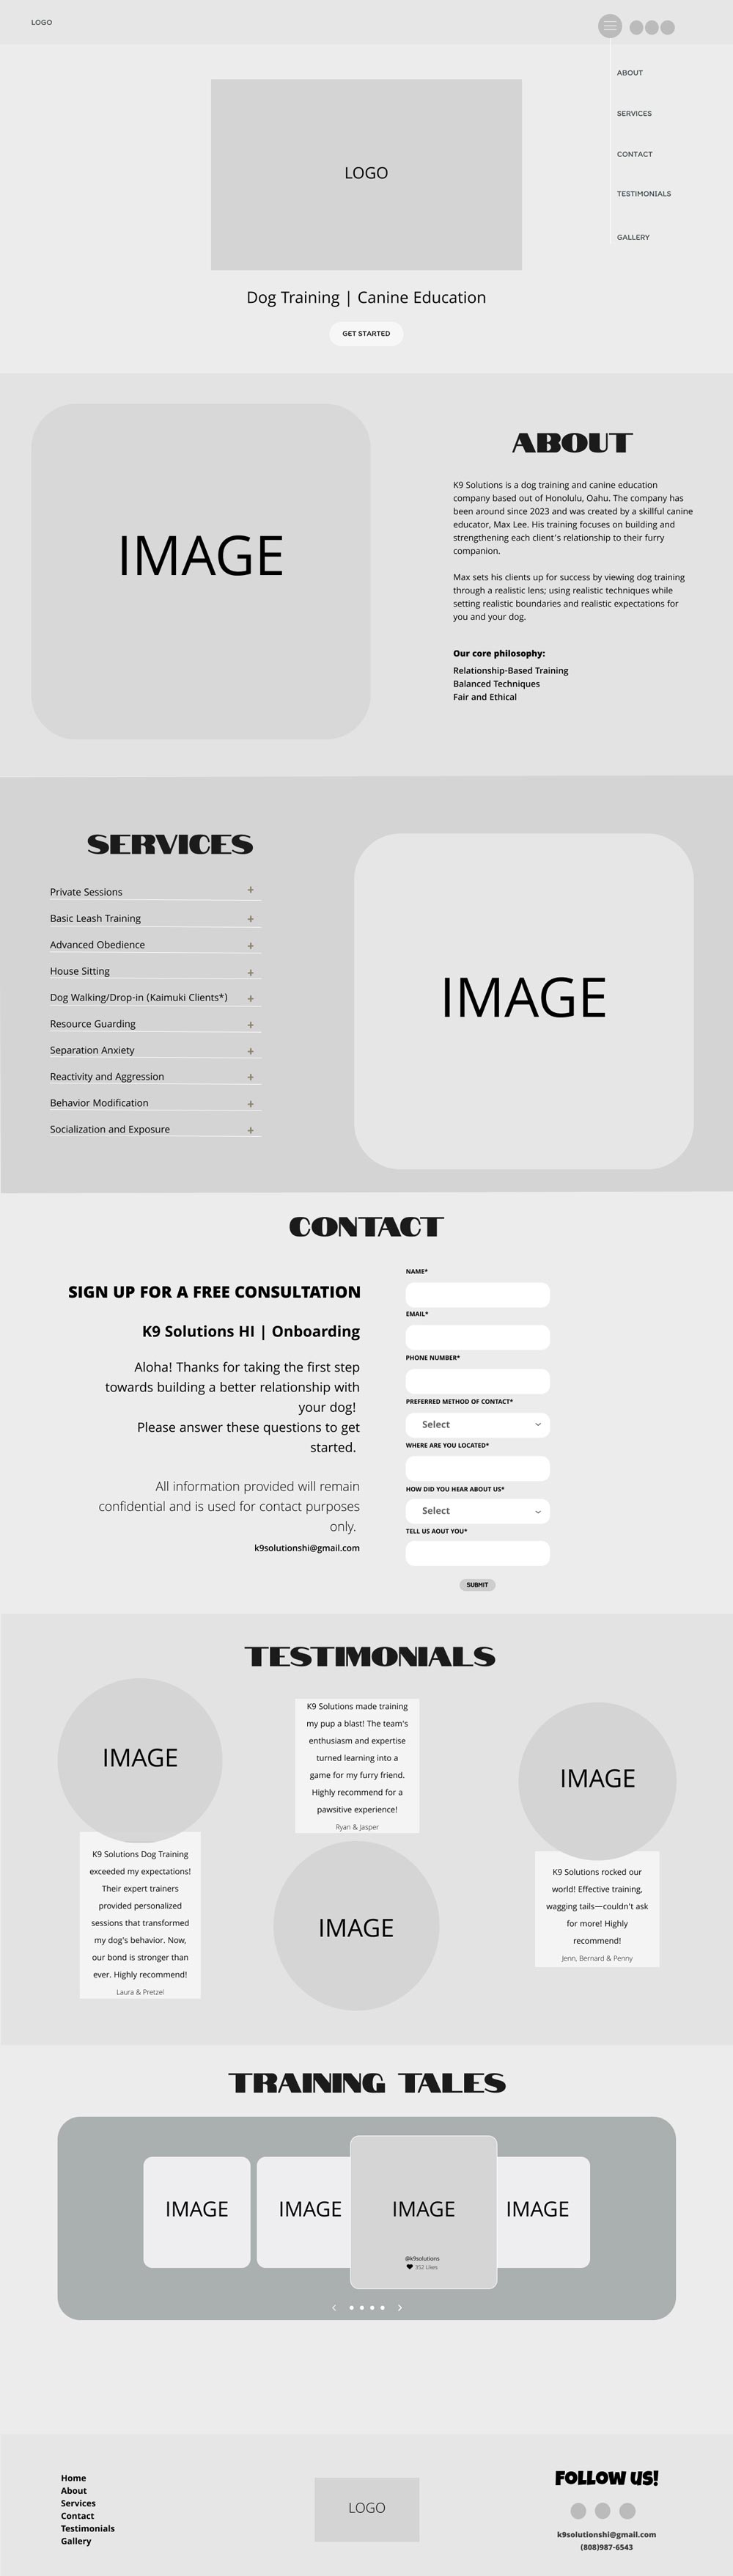 LOGO
ABOUT
SERVICES
CONTACT
TESTIMONIALS
GALLERY
LOGO
Dog Training | Canine Education
GET STARTED
IMAGE
ABOUT
K9 Solutions is a dog training and canine education
company based out of Honolulu, Oahu. The company has
been around since 2023 and was created by a skillful canine
educator, Max Lee. His training focuses on building and
strengthening each client's relationship to their furry
companion.
Max sets his clients up for success by viewing dog training
through a realistic lens; using realistic techniques while
setting realistic boundaries and realistic expectations for
you and your dog.
Our core philosophy:
Relationship-Based Training
Balanced Techniques
Fair and Ethical
SERVICES
Private Sessions +
Basic Leash Training +
Advanced Obedience +
House Sitting +
Dog Walking/Drop-in (Kaimuki Clients*) +
Resource Guarding +
Separation Anxiety +
Reactivity and Aggression +
Behavior Modification +
Socialization and Exposure +
IMAGE
CONTACT
SIGN UP FOR A FREE CONSULTATION
K9 Solutions HI | Onboarding
Aloha! Thanks for taking the first step
towards building a better relationship with
your dog!
Please answer these questions to get
started.
All information provided will remain
confidential and is used for contact purposes
only.
k9solutionshi@gmail.com
NAME*
EMAIL*
PHONE NUMBER*
PREFERRED METHOD OF CONTACT*
Select
WHERE ARE YOU LOCATED*
HOW DID YOU HEAR ABOUT US*
Select
TELL US AOUT YOU*
SUBMIT
TESTIMONIALS
IMAGE
K9 Solutions Dog Training
exceeded my expectations!
Their expert trainers
provided personalized
sessions that transformed
my dog's behavior. Now,
our bond is stronger than
ever. Highly recommend!
Laura & Pretzel
K9 Solutions made training
my pup a blast! The team's
enthusiasm and expertise
turned learning into a
game for my furry friend.
Highly recommend for a
pawsitive experience!
Ryan & Jasper
IMAGE
IMAGE
K9 Solutions rocked our
world! Effective training,
wagging tails—couldn't ask
for more! Highly
recommend!
Jenn, Bernard & Penny
TRAINING TALES
IMAGE
IMAGE
IMAGE
@k9solutions
352 Likes
IMAGE
Home
About
Services
Contact
Testimonials
Gallery
LOGO
FOLLOW US!
k9solutionshi@gmail.com
(808)987-6543